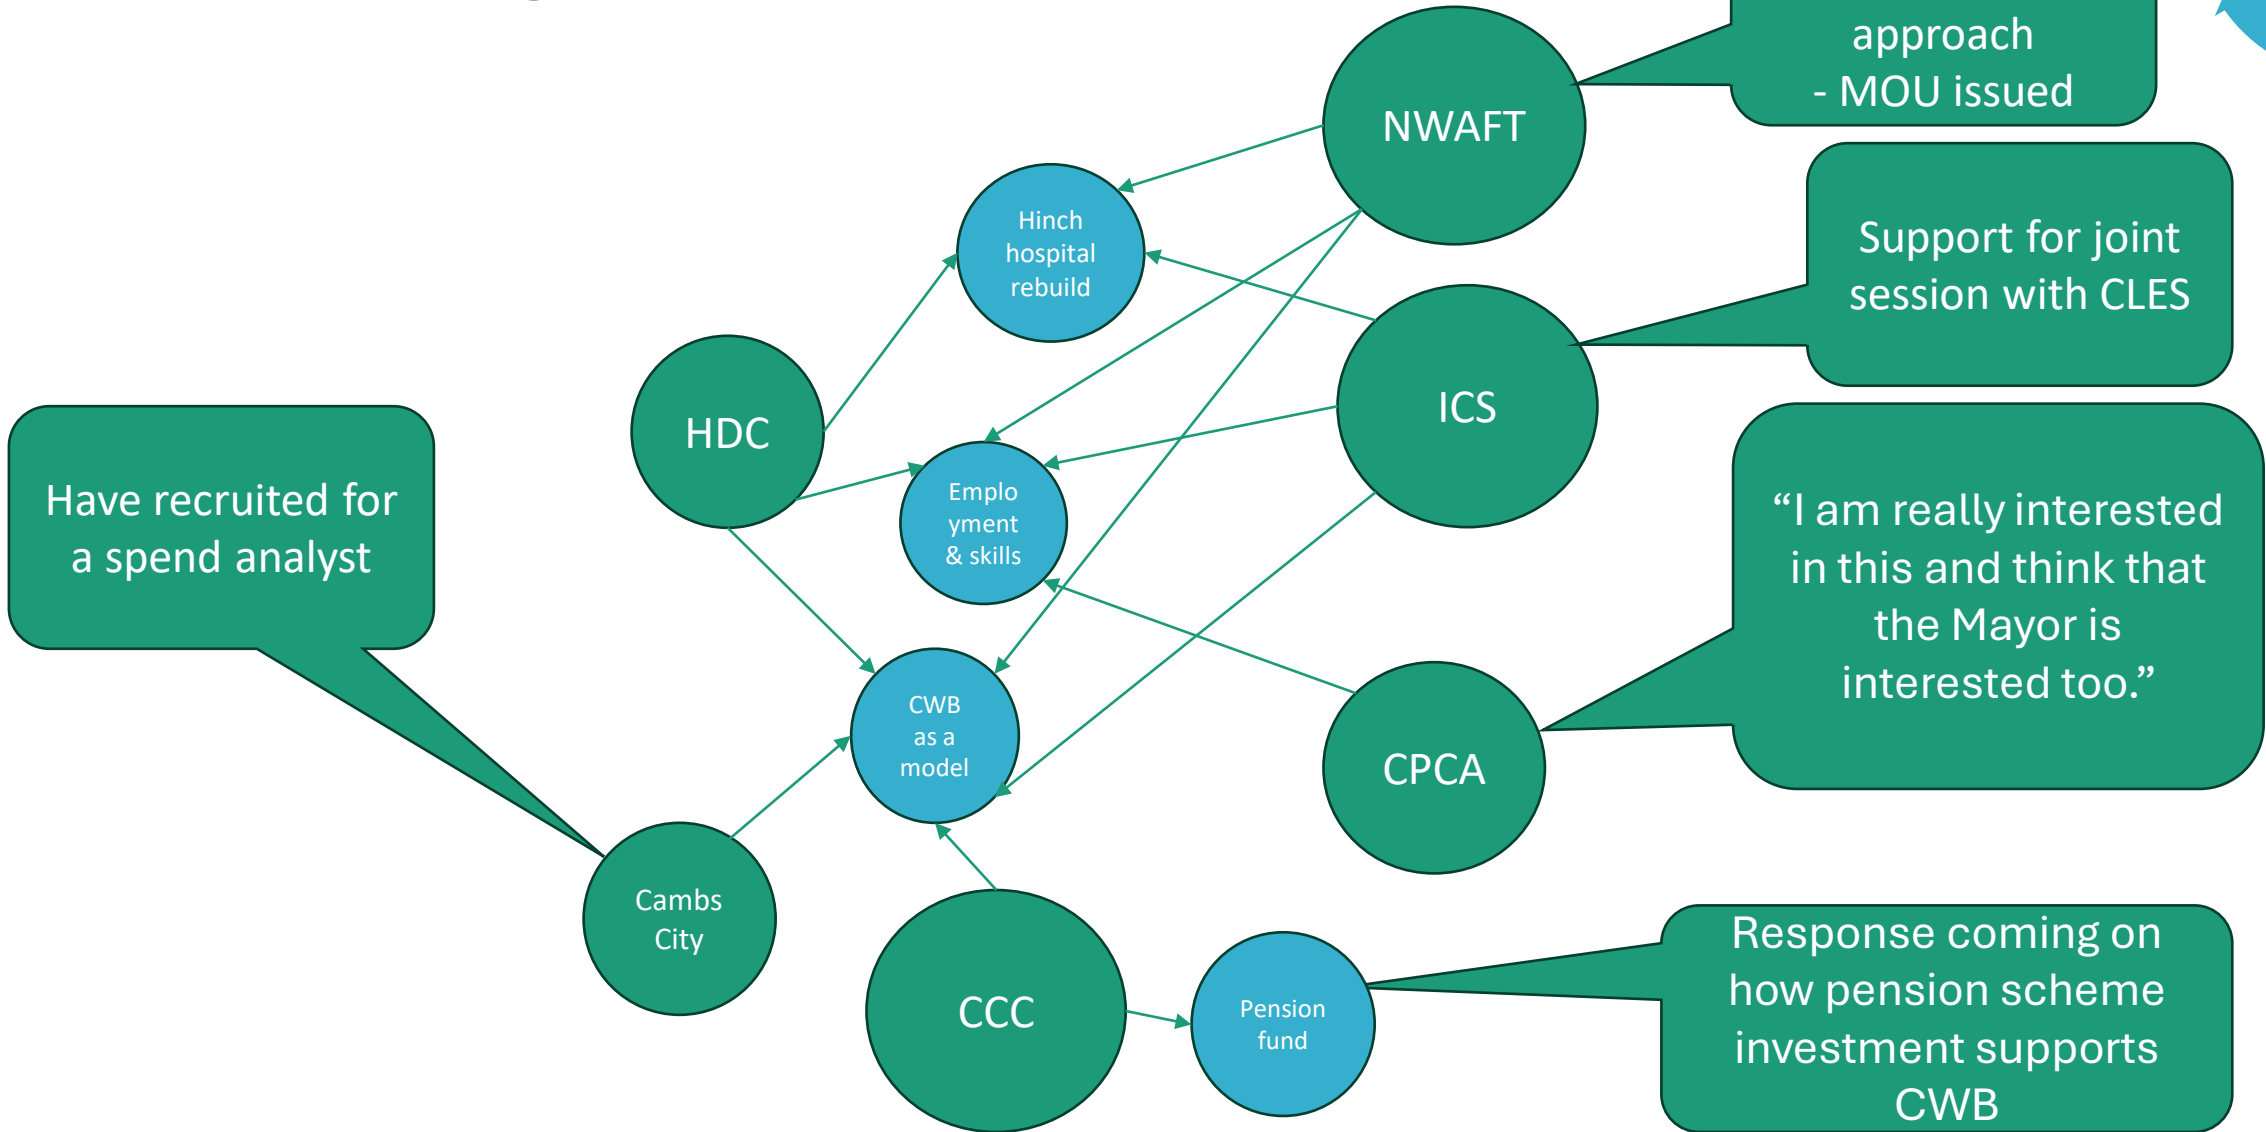 approach
- MOU issued
NWAFT
Hinch
hospital
rebuild
Support for joint
session with CLES
ICS
HDC
Have recruited for
a spend analyst
Emplo
yment
& skills
“I am really interested
in this and think that
the Mayor is
interested too.”
CWB
as a
model
CPCA
Cambs
City
CCC
Pension
fund
Response coming on
how pension scheme
investment supports
CWB